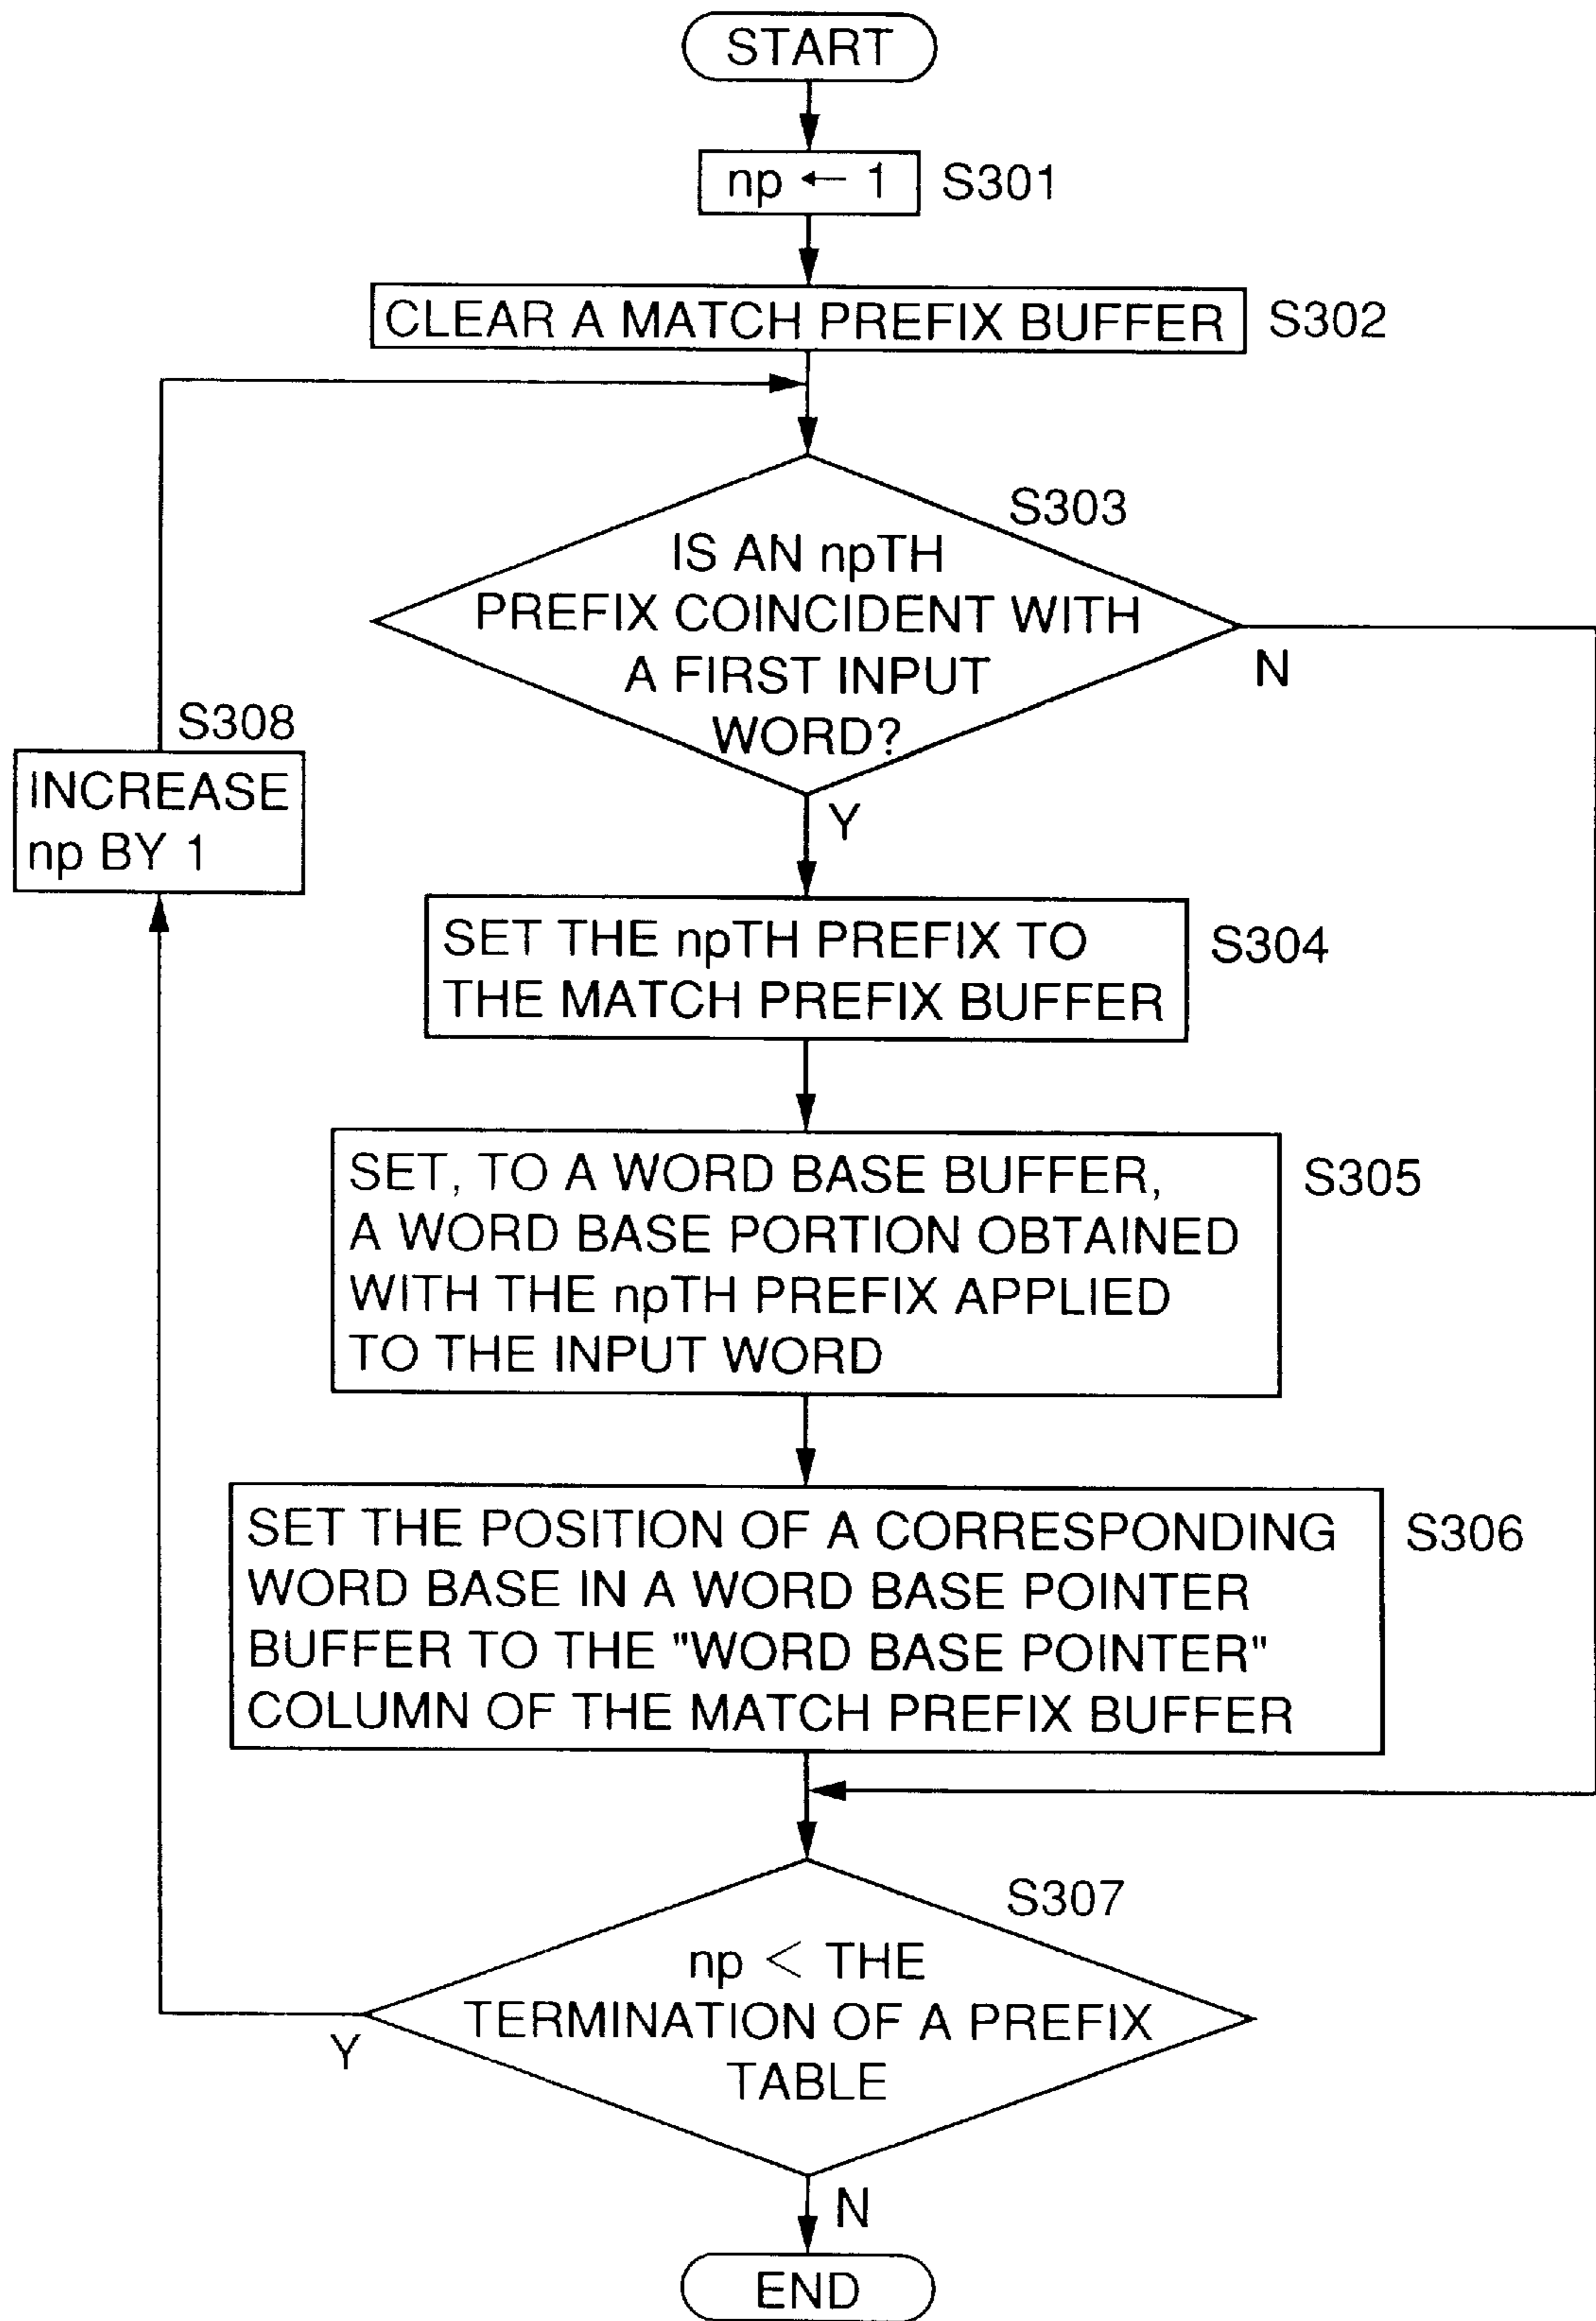 START
np ← 1 S301
CLEAR A MATCH PREFIX BUFFER S302
S303
IS AN npTH
PREFIX COINCIDENT WITH
A FIRST INPUT
WORD?
N
Y
S308
INCREASE
np BY 1
SET THE npTH PREFIX TO
THE MATCH PREFIX BUFFER
S304
SET, TO A WORD BASE BUFFER,
A WORD BASE PORTION OBTAINED
WITH THE npTH PREFIX APPLIED
TO THE INPUT WORD
S305
SET THE POSITION OF A CORRESPONDING
WORD BASE IN A WORD BASE POINTER
BUFFER TO THE "WORD BASE POINTER"
COLUMN OF THE MATCH PREFIX BUFFER
S306
S307
np < THE
TERMINATION OF A PREFIX
TABLE
Y
N
END